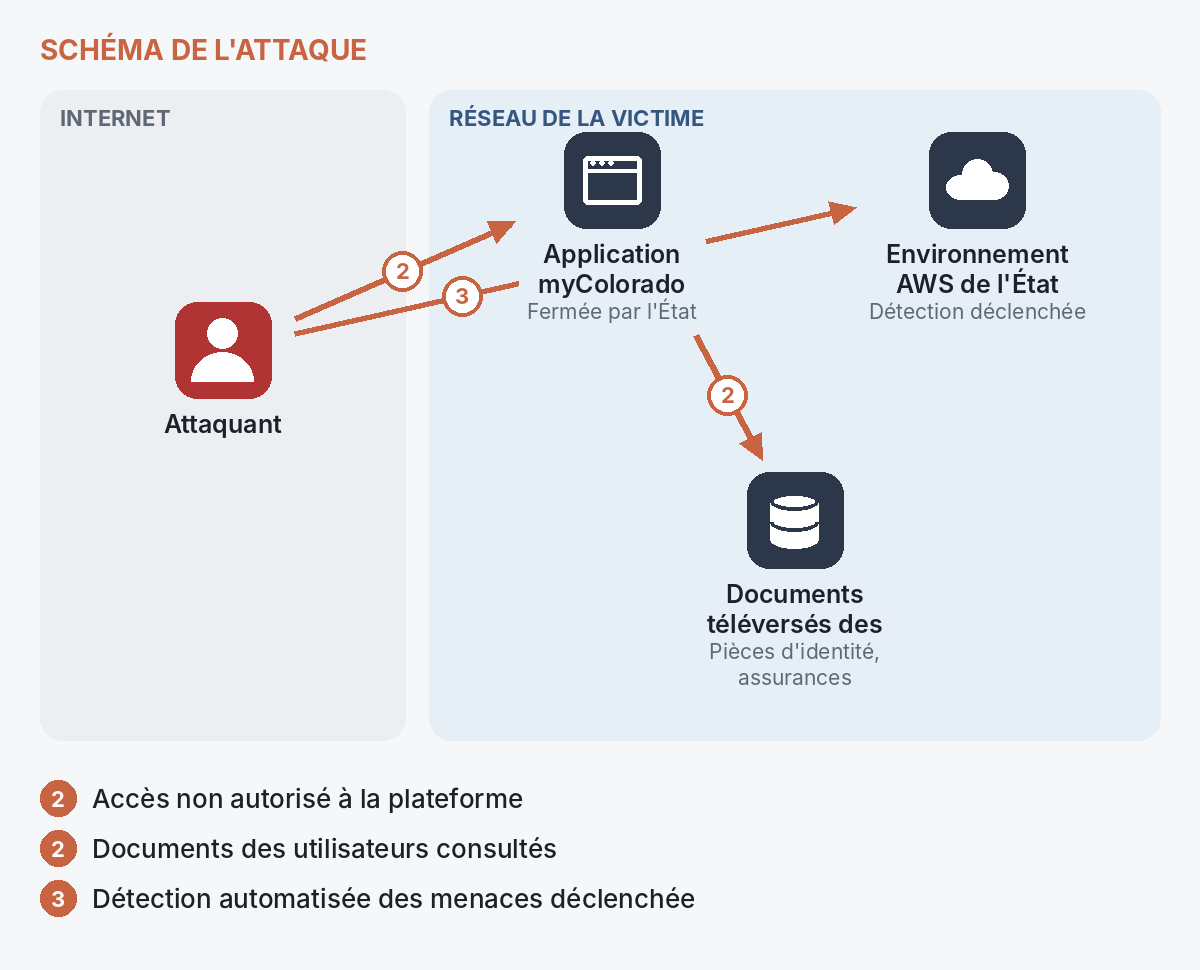 SCHÉMA DE L'ATTAQUE
INTERNET
RÉSEAU DE LA VICTIME
Application
myColorado
Fermée par l'État
Environnement
AWS de l'État
Détection déclenchée
2
3
Attaquant
2
Documents
téléversés des
Pièces d'identité,
assurances
2 Accès non autorisé à la plateforme
2 Documents des utilisateurs consultés
3 Détection automatisée des menaces déclenchée